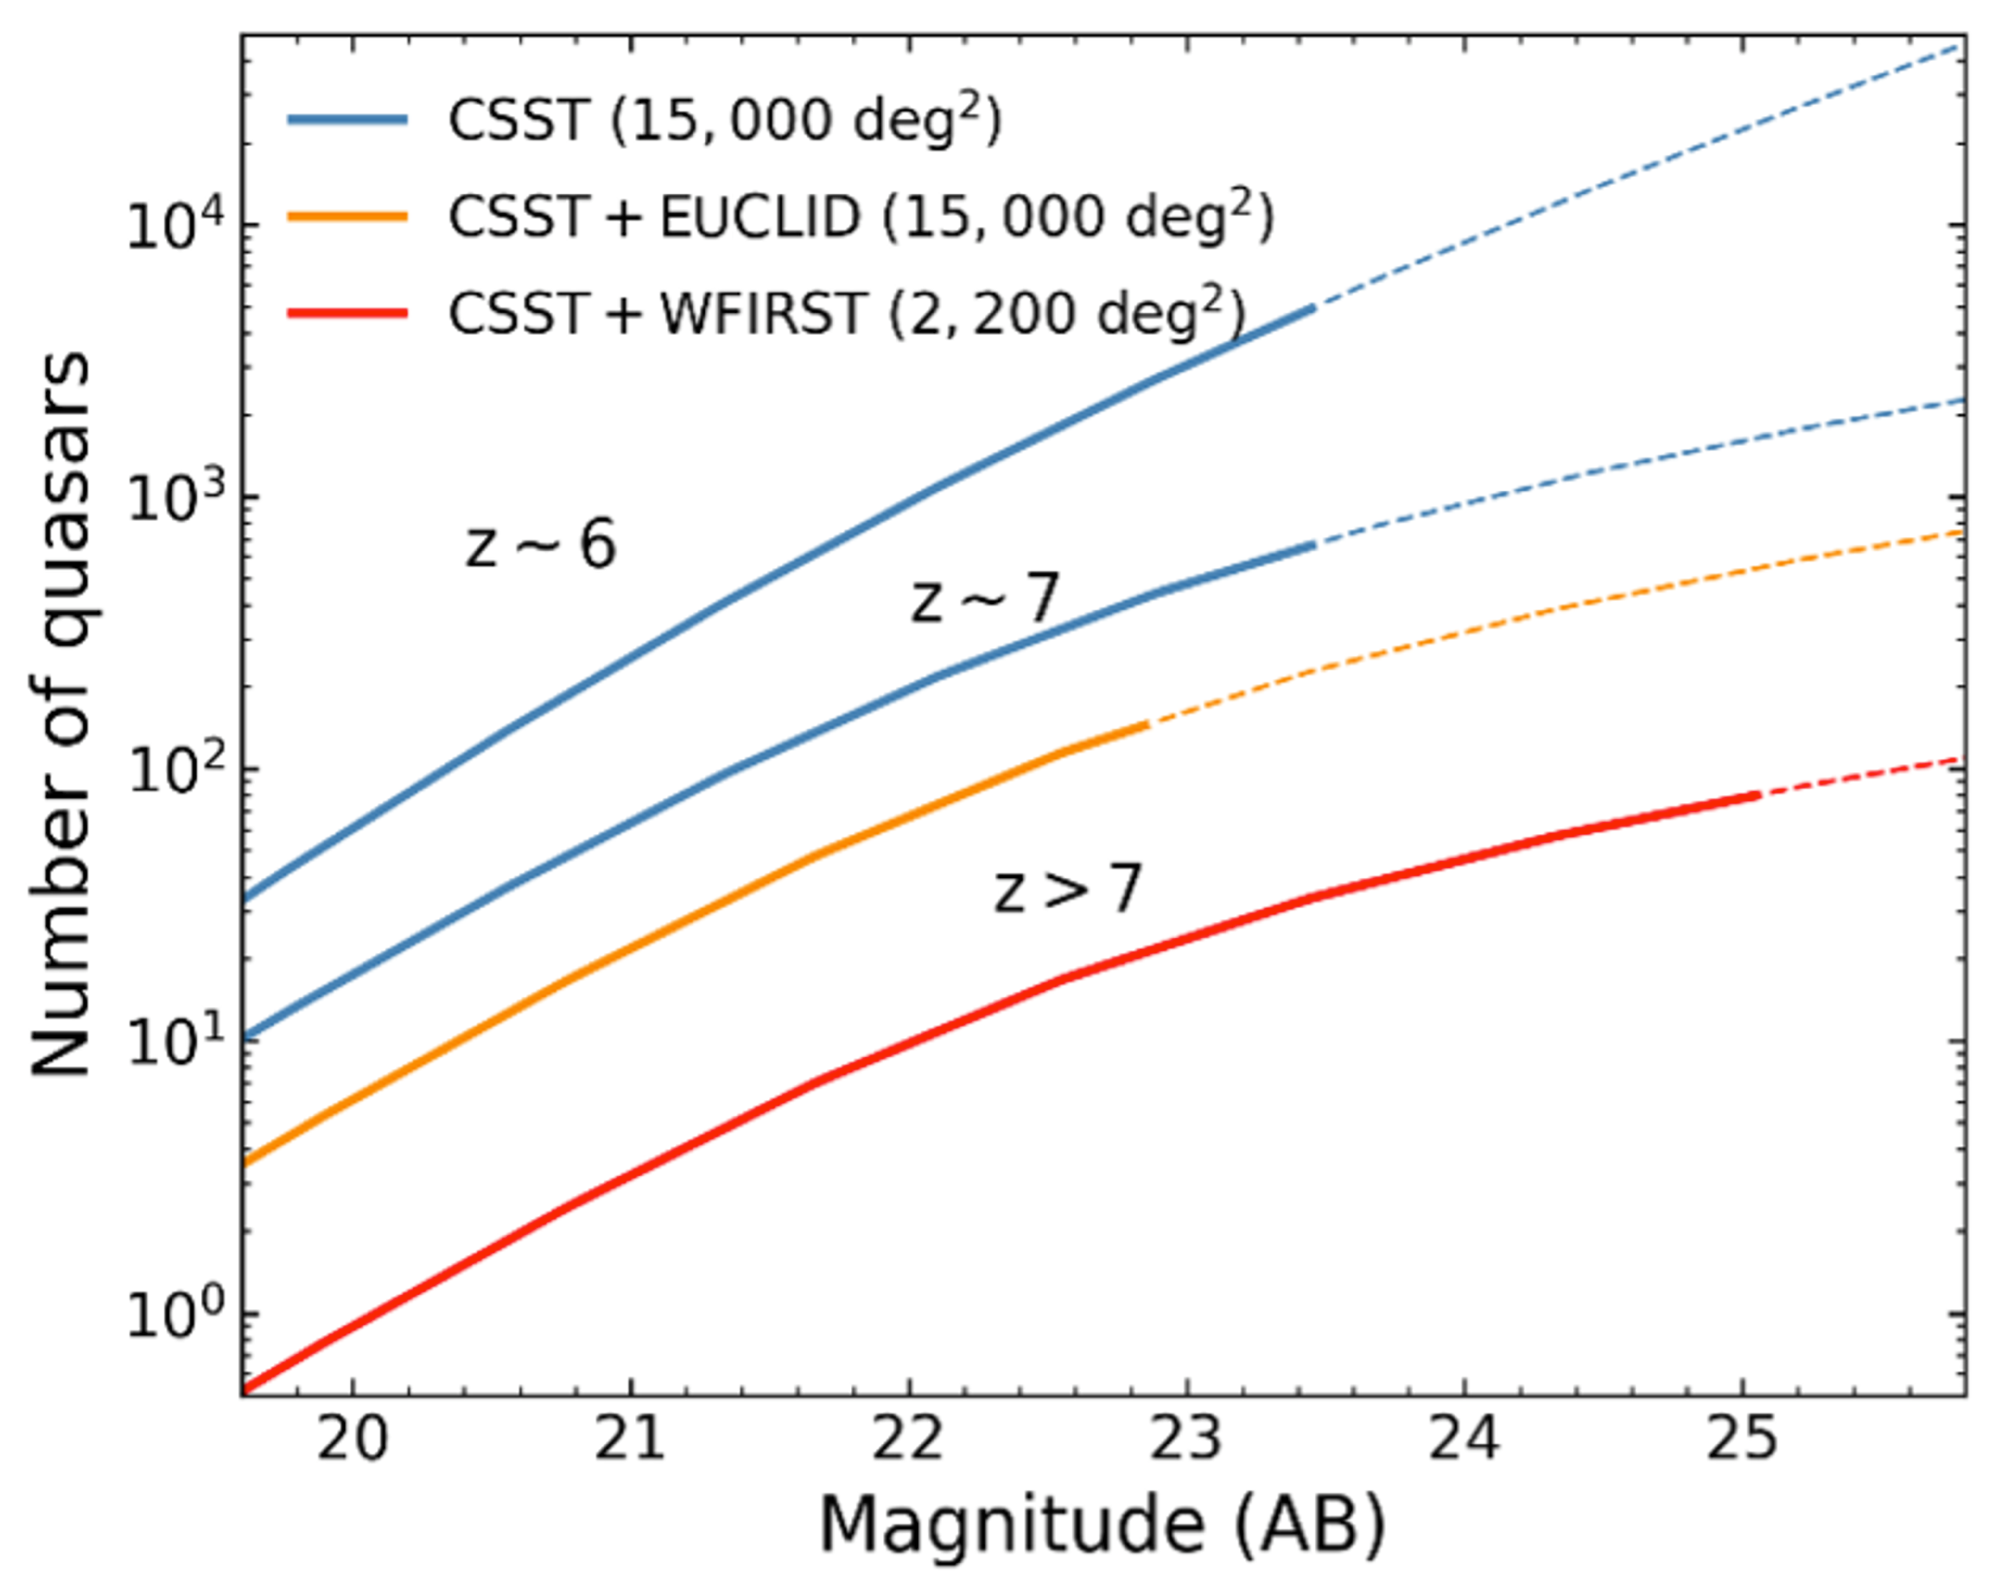 CSST (15, 000 deg²)
CSST + EUCLID (15, 000 deg²)
CSST + WFIRST (2, 200 deg²)
z ~ 6
z ~ 7
z > 7
Number of quasars
10⁴
10³
10²
10¹
10⁰
20 21 22 23 24 25
Magnitude (AB)